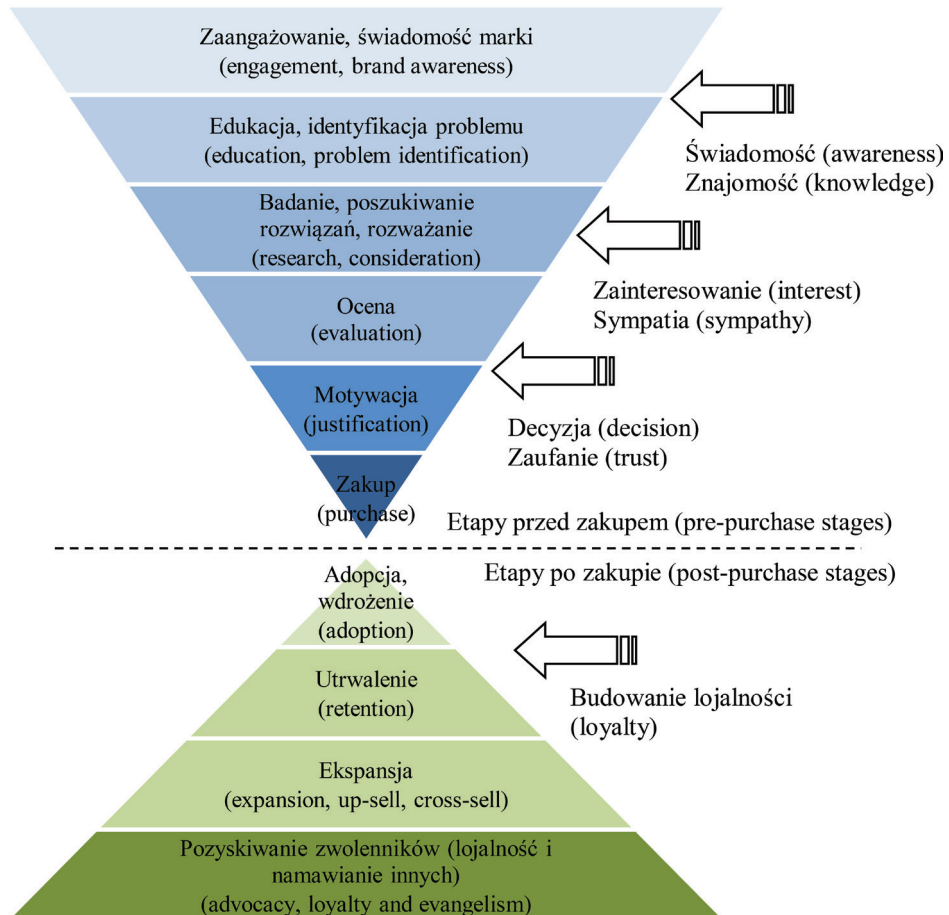 Zaangażowanie, świadomość marki
(engagement, brand awareness)
Edukacja, identyfikacja problemu
(education, problem identification)
Świadomość (awareness)
Znajomość (knowledge)
Badanie, poszukiwanie
rozwiązań, rozważanie
(research, consideration)
Zainteresowanie (interest)
Sympatia (sympathy)
Ocena
(evaluation)
Motywacja
(justification)
Decyzja (decision)
Zaufanie (trust)
Zakup
(purchase)
Etapy przed zakupem (pre-purchase stages)
Etapy po zakupie (post-purchase stages)
Adopcja,
wdrożenie
(adoption)
Utrwalenie
(retention)
Budowanie lojalności
(loyalty)
Ekspansja
(expansion, up-sell, cross-sell)
Pozyskiwanie zwolenników (lojalność i
namawianie innych)
(advocacy, loyalty and evangelism)